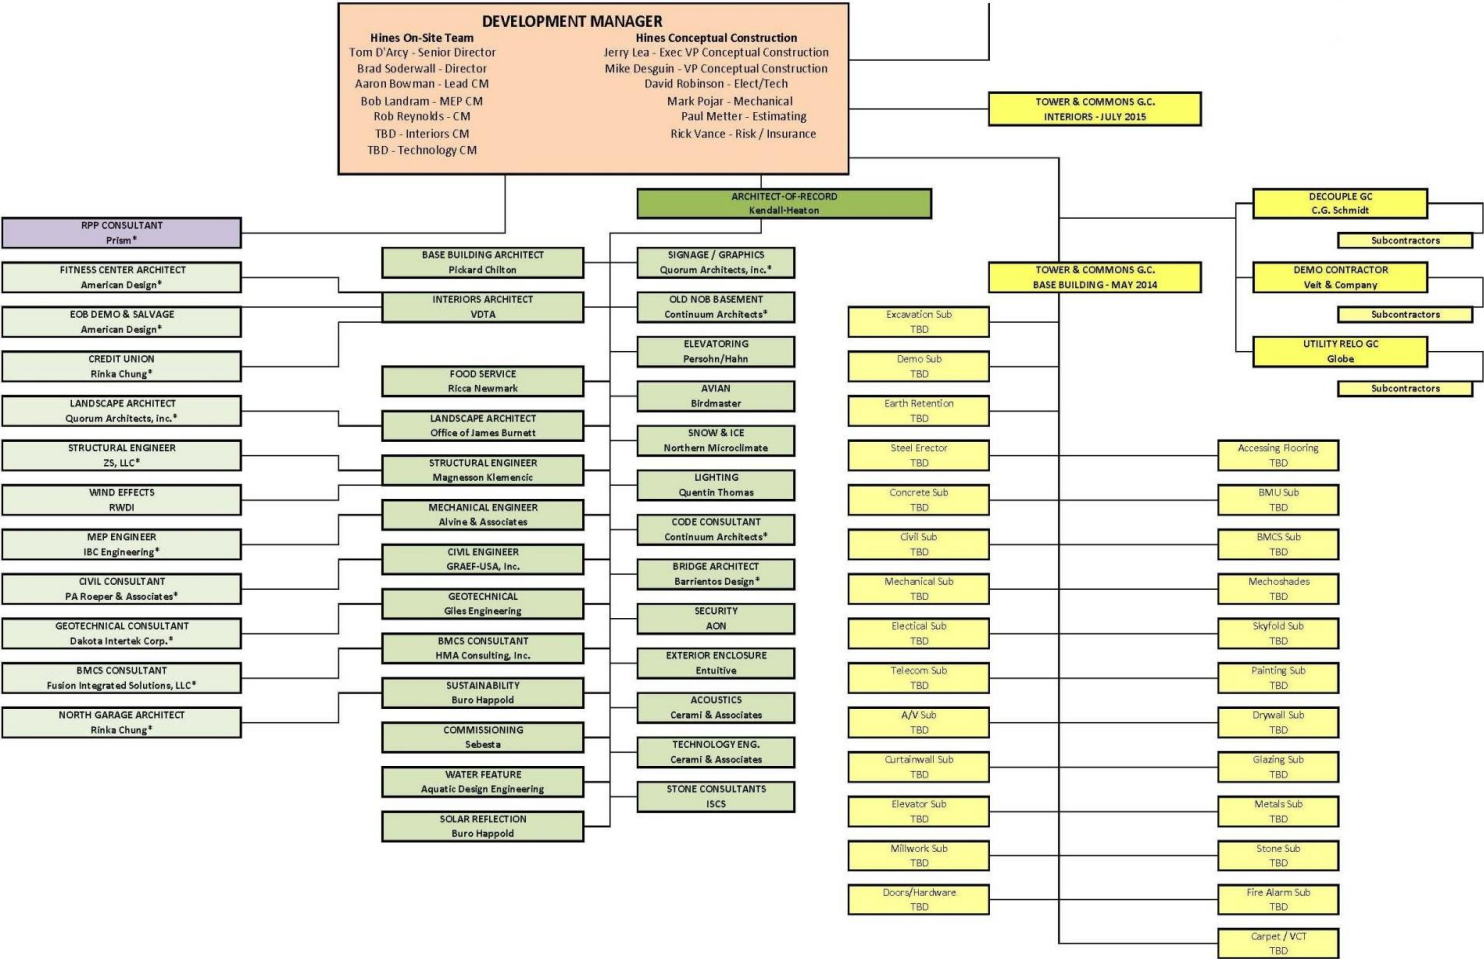 DEVELOPMENT MANAGER
Hines On-Site Team
Tom D'Arcy - Senior Director
Brad Soderwall - Director
Aaron Bowman - Lead CM
Bob Landram - MEP CM
Rob Reynolds - CM
TBD - Interiors CM
TBD - Technology CM
Hines Conceptual Construction
Jerry Lea - Exec VP Conceptual Construction
Mike Desguin - VP Conceptual Construction
David Robinson - Elect/Tech
Mark Pojar - Mechanical
Paul Metter - Estimating
Rick Vance - Risk / Insurance
TOWER & COMMONS G.C.
INTERIORS - JULY 2015
ARCHITECT-OF-RECORD
Kendall-Heaton
RPP CONSULTANT
Prism*
FITNESS CENTER ARCHITECT
American Design*
EOB DEMO & SALVAGE
American Design*
CREDIT UNION
Rinka Chung*
LANDSCAPE ARCHITECT
Quorum Architects, inc.*
STRUCTURAL ENGINEER
ZS, LLC*
WIND EFFECTS
RWDI
MEP ENGINEER
IBC Engineering*
CIVIL CONSULTANT
PA Roeper & Associates*
GEOTECHNICAL CONSULTANT
Dakota Intertek Corp.*
BMCS CONSULTANT
Fusion Integrated Solutions, LLC*
NORTH GARAGE ARCHITECT
Rinka Chung*
BASE BUILDING ARCHITECT
Pickard Chilton
INTERIORS ARCHITECT
VDTA
FOOD SERVICE
Ricca Newmark
LANDSCAPE ARCHITECT
Office of James Burnett
STRUCTURAL ENGINEER
Magnesson Klemencic
MECHANICAL ENGINEER
Alvine & Associates
CIVIL ENGINEER
GRAEF-USA, Inc.
GEOTECHNICAL
Giles Engineering
BMCS CONSULTANT
HMA Consulting, Inc.
SUSTAINABILITY
Buro Happold
COMMISSIONING
Sebesta
WATER FEATURE
Aquatic Design Engineering
SOLAR REFLECTION
Buro Happold
SIGNAGE / GRAPHICS
Quorum Architects, inc.*
OLD NOB BASEMENT
Continuum Architects*
ELEVATORING
Persohn/Hahn
AVIAN
Birdmaster
SNOW & ICE
Northern Microclimate
LIGHTING
Quentin Thomas
CODE CONSULTANT
Continuum Architects*
BRIDGE ARCHITECT
Barrientos Design*
SECURITY
AON
EXTERIOR ENCLOSURE
Entuitive
ACOUSTICS
Cerami & Associates
TECHNOLOGY ENG.
Cerami & Associates
STONE CONSULTANTS
ISCS
DECOUPLE GC
C.G. Schmidt
Subcontractors
DEMO CONTRACTOR
Veit & Company
Subcontractors
UTILITY RELO GC
Globe
Subcontractors
TOWER & COMMONS G.C.
BASE BUILDING - MAY 2014
Excavation Sub
TBD
Demo Sub
TBD
Earth Retention
TBD
Steel Erector
TBD
Concrete Sub
TBD
Civil Sub
TBD
Mechanical Sub
TBD
Electical Sub
TBD
Telecom Sub
TBD
A/V Sub
TBD
Curtainwall Sub
TBD
Elevator Sub
TBD
Millwork Sub
TBD
Doors/Hardware
TBD
Accessing Flooring
TBD
BMU Sub
TBD
BMCS Sub
TBD
Mechoshades
TBD
Skyfold Sub
TBD
Painting Sub
TBD
Drywall Sub
TBD
Glazing Sub
TBD
Metals Sub
TBD
Stone Sub
TBD
Fire Alarm Sub
TBD
Carpet / VCT
TBD